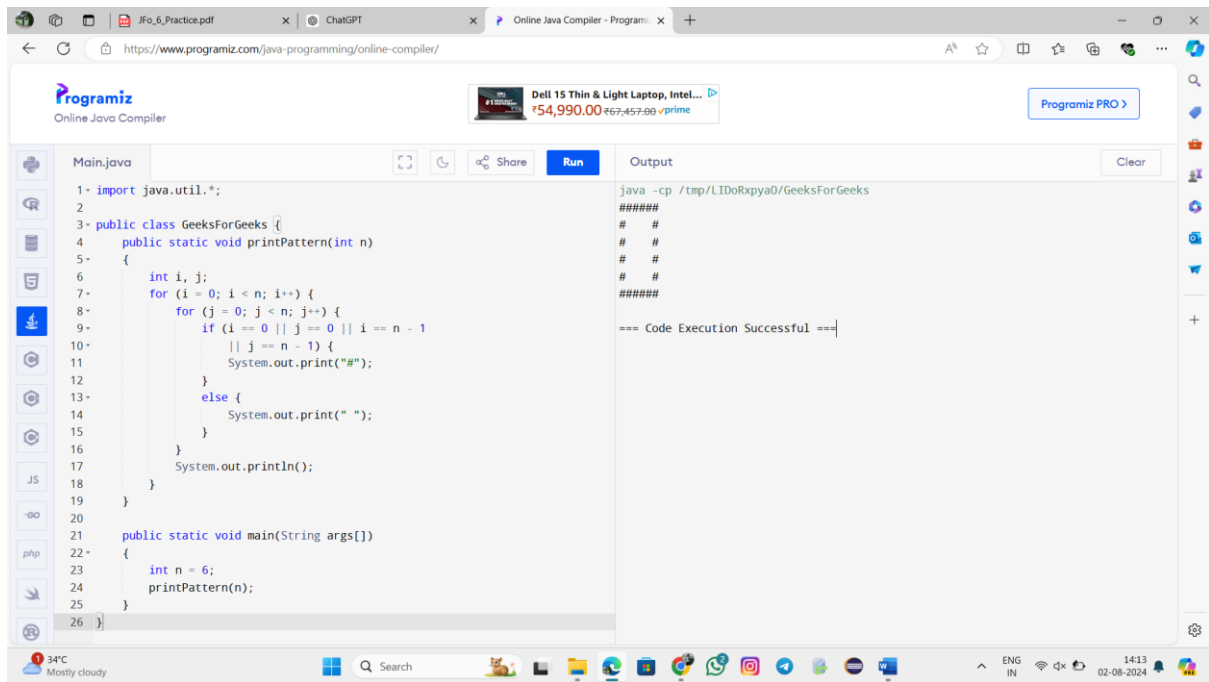 JFo_6_Practice.pdf
ChatGPT
Online Java Compiler - Programiz
https://www.programiz.com/java-programming/online-compiler/
Programiz
Online Java Compiler
Dell 15 Thin & Light Laptop, Intel...
₹54,990.00 ₹67,457.00 prime
Programiz PRO >
Main.java
Share
Run
Output
Clear
1 import java.util.*;
2
3 public class GeeksForGeeks {
4     public static void printPattern(int n)
5     {
6         int i, j;
7         for (i = 0; i < n; i++) {
8             for (j = 0; j < n; j++) {
9                 if (i == 0 || j == 0 || i == n - 1
10                     || j == n - 1) {
11                     System.out.print("#");
12                 }
13                 else {
14                     System.out.print(" ");
15                 }
16             }
17             System.out.println();
18         }
19     }
20
21     public static void main(String args[])
22     {
23         int n = 6;
24         printPattern(n);
25     }
26 }
java -cp /tmp/LIDoRxpyaO/GeeksForGeeks
######
#    #
#    #
#    #
#    #
######
=== Code Execution Successful ===
JS
GO
php
1
34°C
Mostly cloudy
Search
2
ENG
IN
14:13
02-08-2024